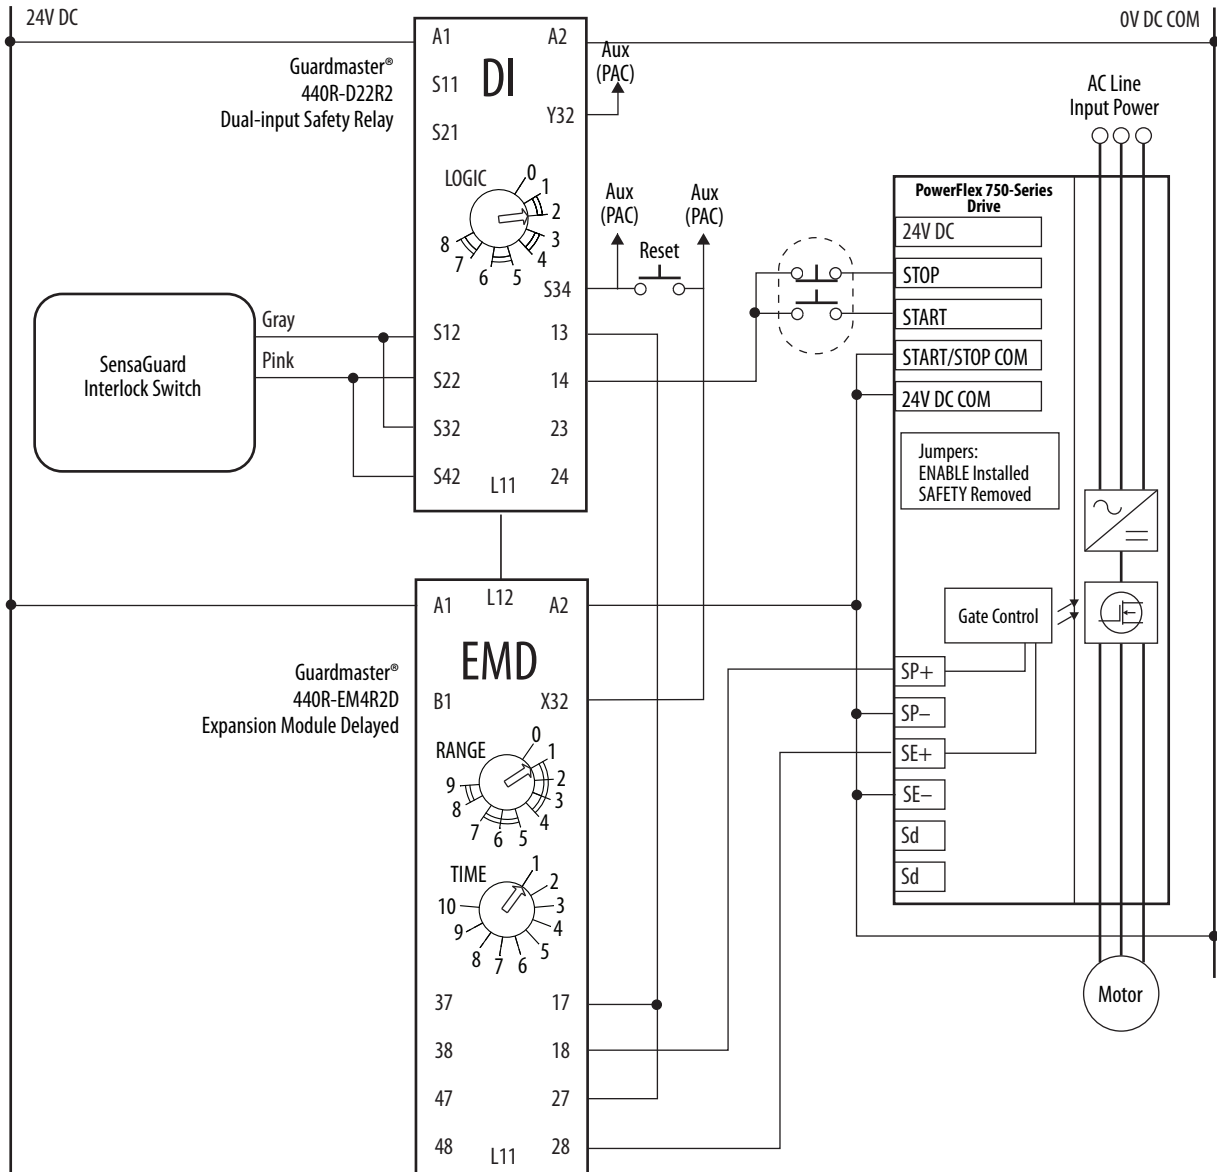 24V DC
0V DC COM
A1
A2
DI
Guardmaster®
440R-D22R2
Dual-input Safety Relay
S11
S21
Y32
Aux
(PAC)
LOGIC
0
1
2
3
4
5
6
7
8
S34
Aux
(PAC)
Reset
Aux
(PAC)
SensaGuard
Interlock Switch
Gray
Pink
S12
13
S22
14
S32
23
S42
24
L11
AC Line
Input Power
PowerFlex 750-Series
Drive
24V DC
STOP
START
START/STOP COM
24V DC COM
Jumpers:
ENABLE Installed
SAFETY Removed
Gate Control
SP+
SP–
SE+
SE–
Sd
Sd
Motor
A1
L12
A2
EMD
Guardmaster®
440R-EM4R2D
Expansion Module Delayed
B1
X32
RANGE
0
1
2
3
4
5
6
7
8
9
TIME
1
2
3
4
5
6
7
8
9
10
37
17
38
18
47
27
48
28
L11